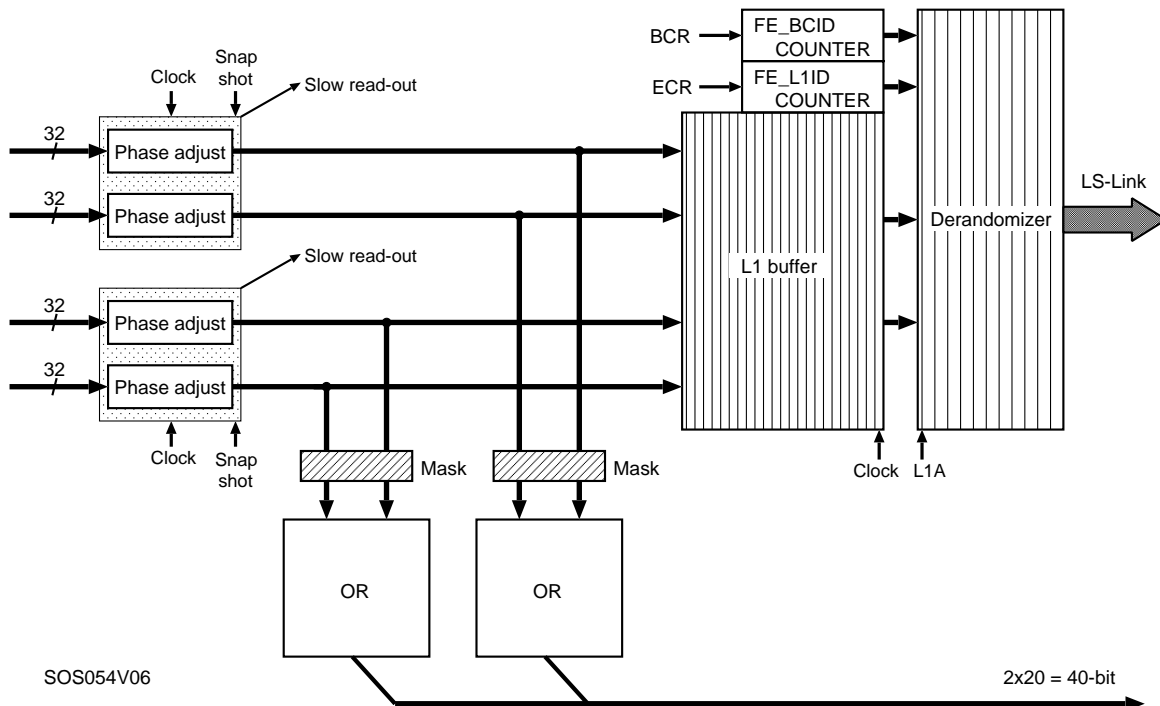 BCR
FE_BCID
COUNTER
ECR
FE_L1ID
COUNTER
Clock
Snap
shot
Slow read-out
32
Phase adjust
32
Phase adjust
Slow read-out
32
Phase adjust
32
Phase adjust
Clock
Snap
shot
L1 buffer
Derandomizer
LS-Link
Clock
L1A
Mask
Mask
OR
OR
SOS054V06
2x20 = 40-bit